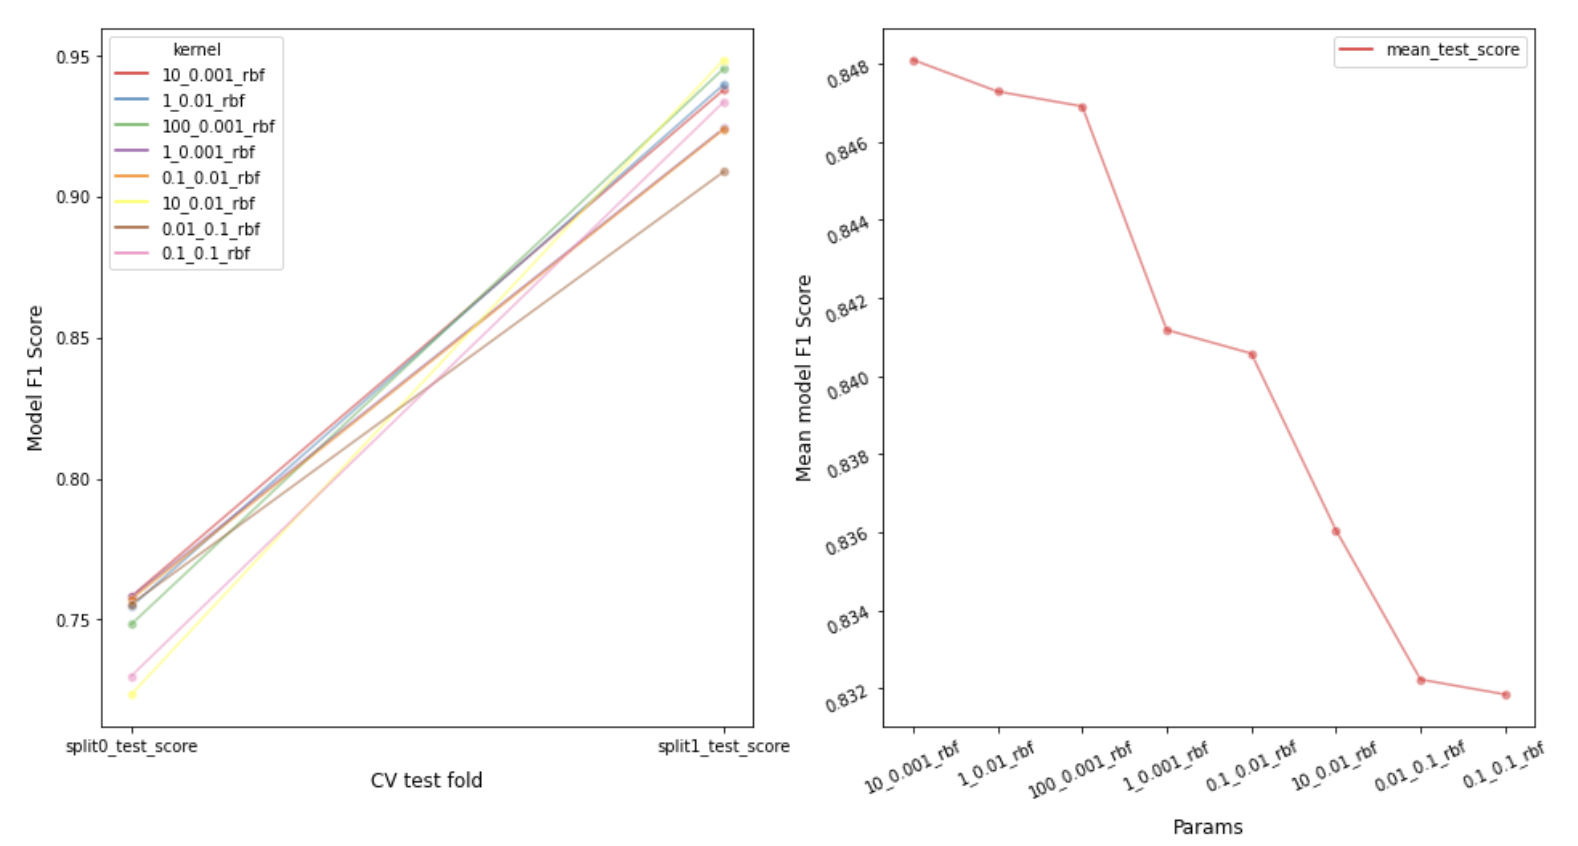 kernel
10_0.001_rbf
1_0.01_rbf
100_0.001_rbf
1_0.001_rbf
0.1_0.01_rbf
10_0.01_rbf
0.01_0.1_rbf
0.1_0.1_rbf
0.95
0.90
0.85
0.80
0.75
Model F1 Score
split0_test_score
split1_test_score
CV test fold
mean_test_score
0.848
0.846
0.844
0.842
0.840
0.838
0.836
0.834
0.832
Mean model F1 Score
10_0.001_rbf
1_0.01_rbf
100_0.001_rbf
1_0.001_rbf
0.1_0.01_rbf
10_0.01_rbf
0.01_0.1_rbf
0.1_0.1_rbf
Params